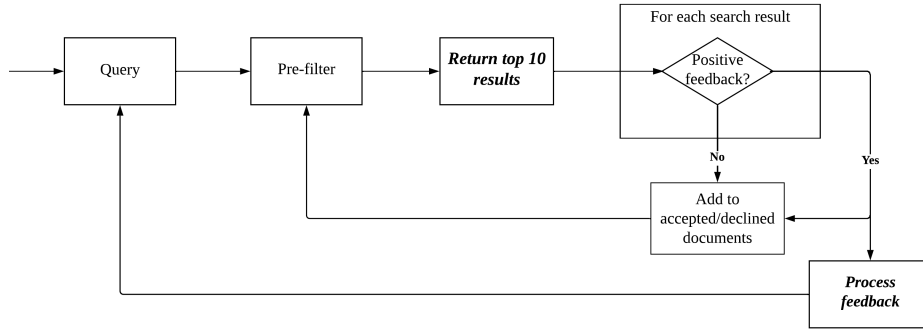 For each search result
Query
Pre-filter
Return top 10
results
Positive
feedback?
No
Yes
Add to
accepted/declined
documents
Process
feedback